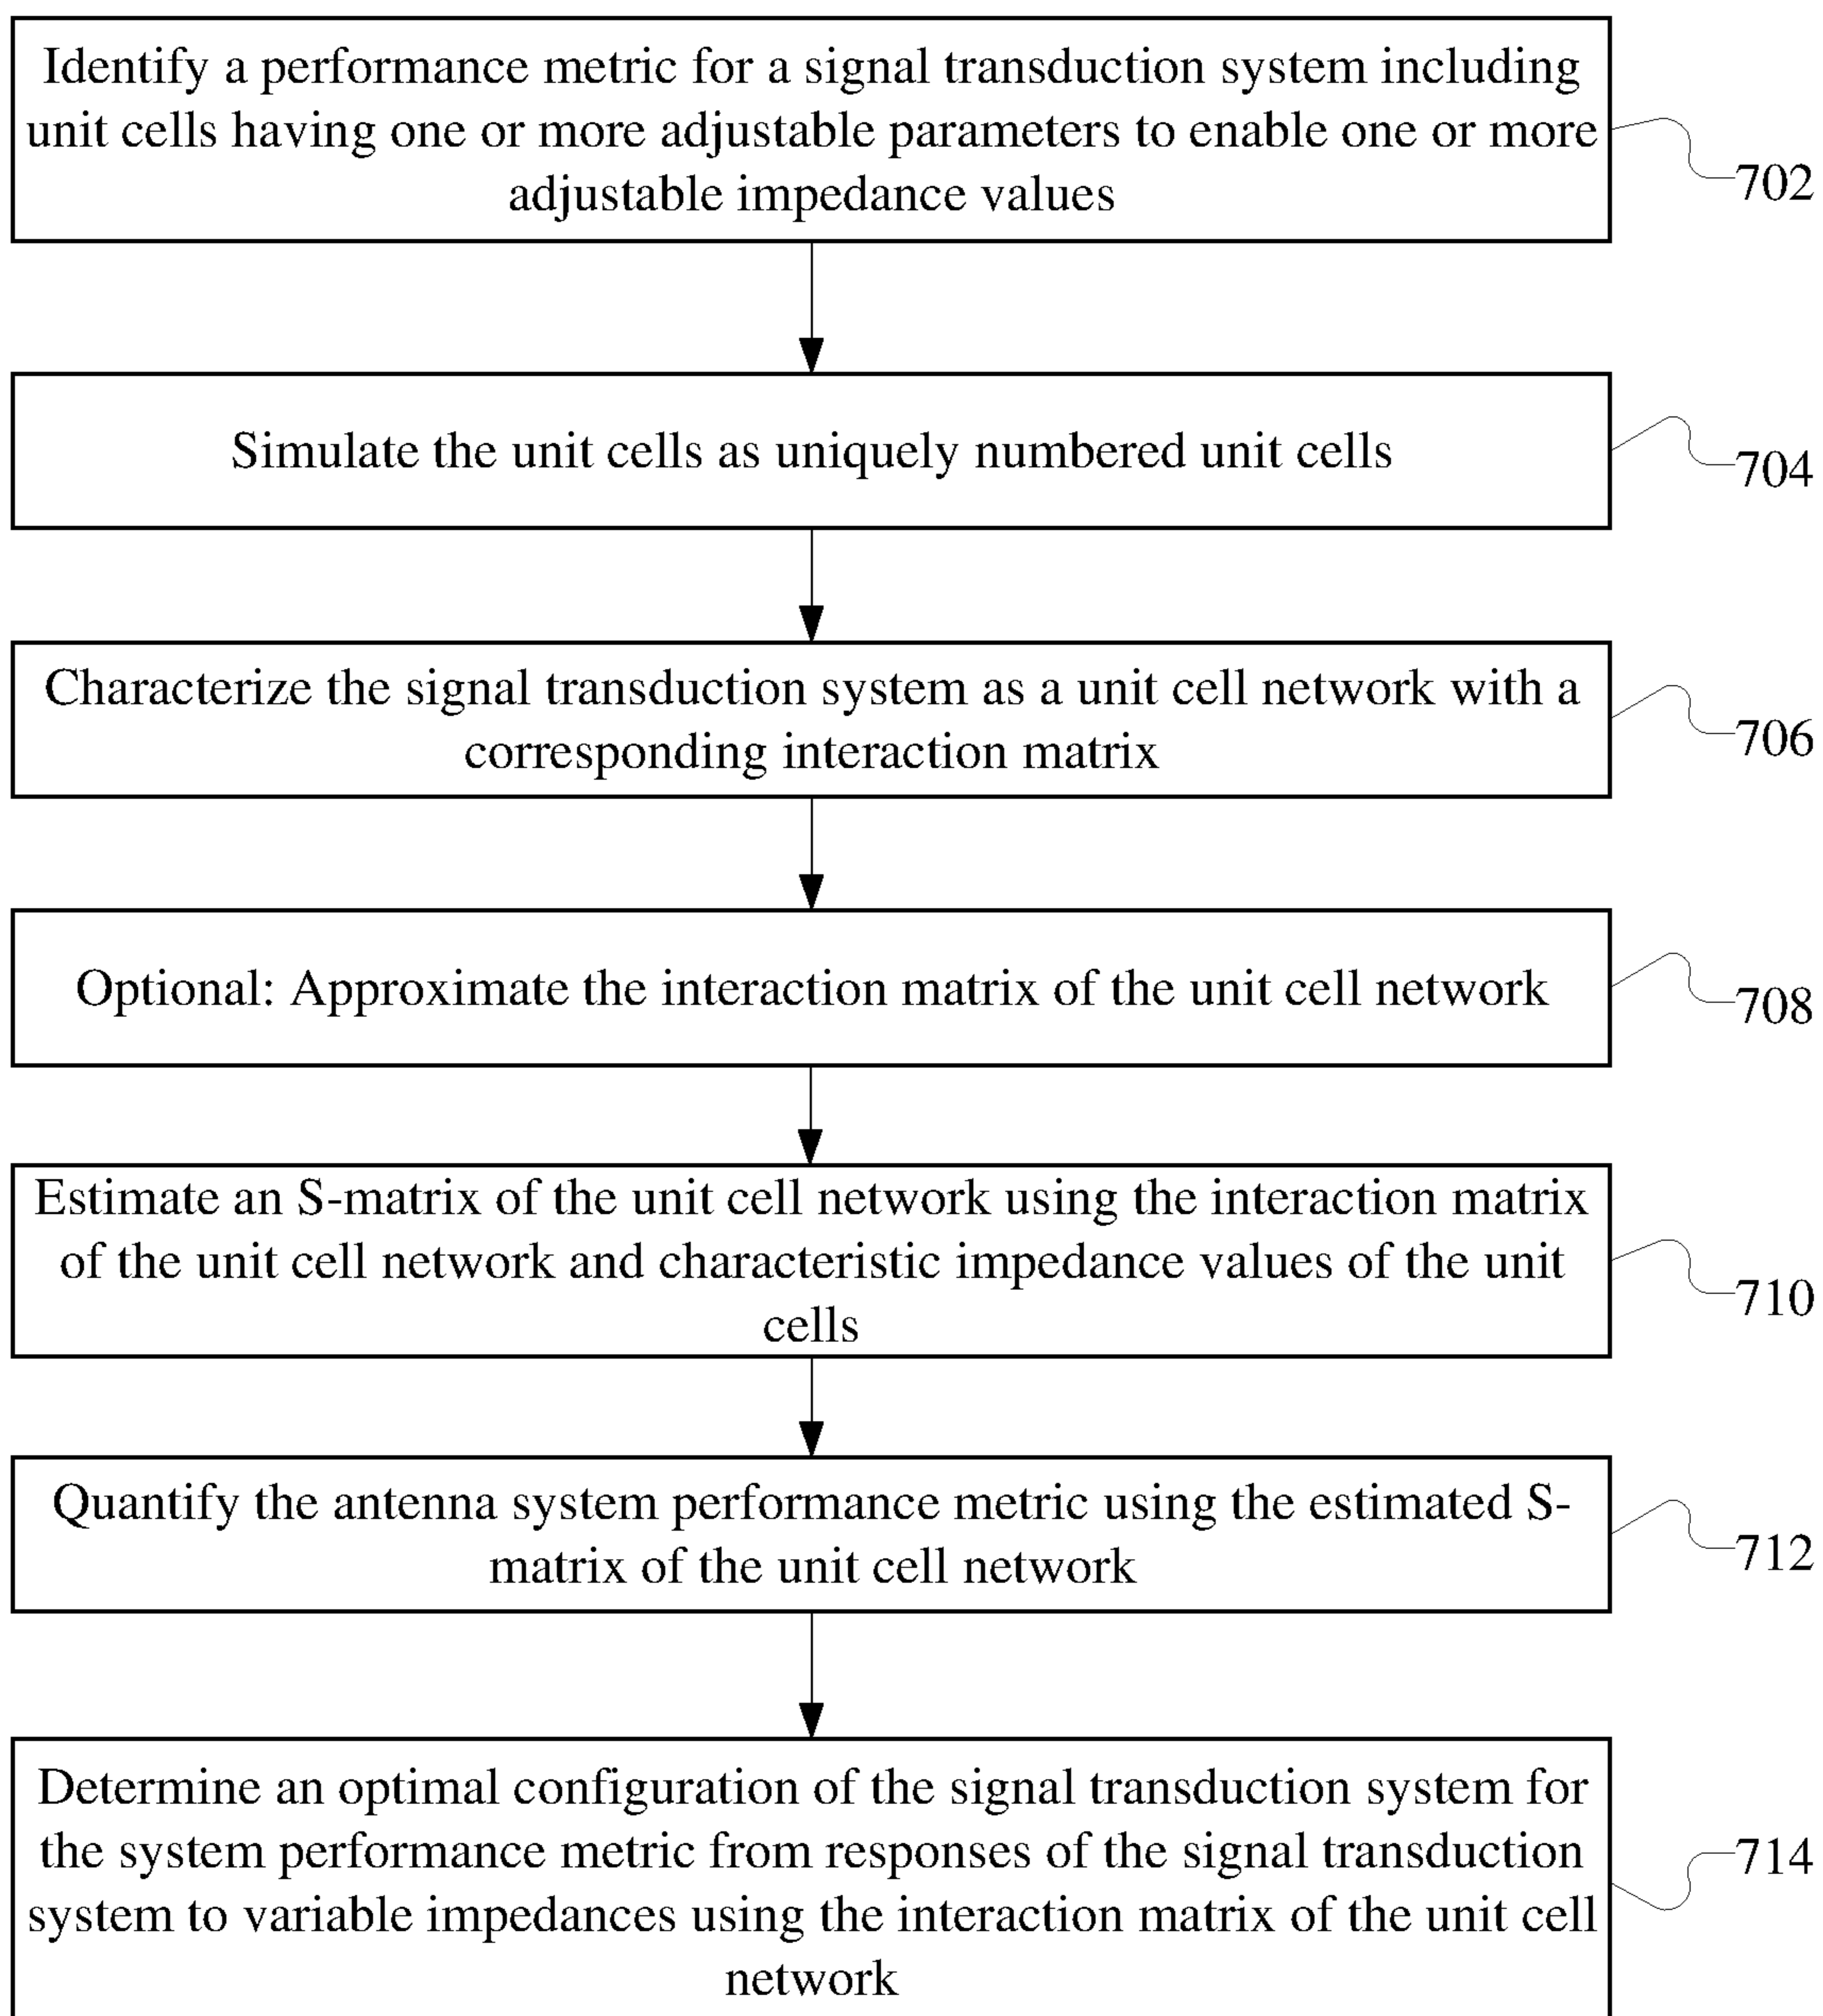 Identify a performance metric for a signal transduction system including
unit cells having one or more adjustable parameters to enable one or more
adjustable impedance values
702
Simulate the unit cells as uniquely numbered unit cells
704
Characterize the signal transduction system as a unit cell network with a
corresponding interaction matrix
706
Optional: Approximate the interaction matrix of the unit cell network
708
Estimate an S-matrix of the unit cell network using the interaction matrix
of the unit cell network and characteristic impedance values of the unit
cells
710
Quantify the antenna system performance metric using the estimated S-
matrix of the unit cell network
712
Determine an optimal configuration of the signal transduction system for
the system performance metric from responses of the signal transduction
system to variable impedances using the interaction matrix of the unit cell
network
714